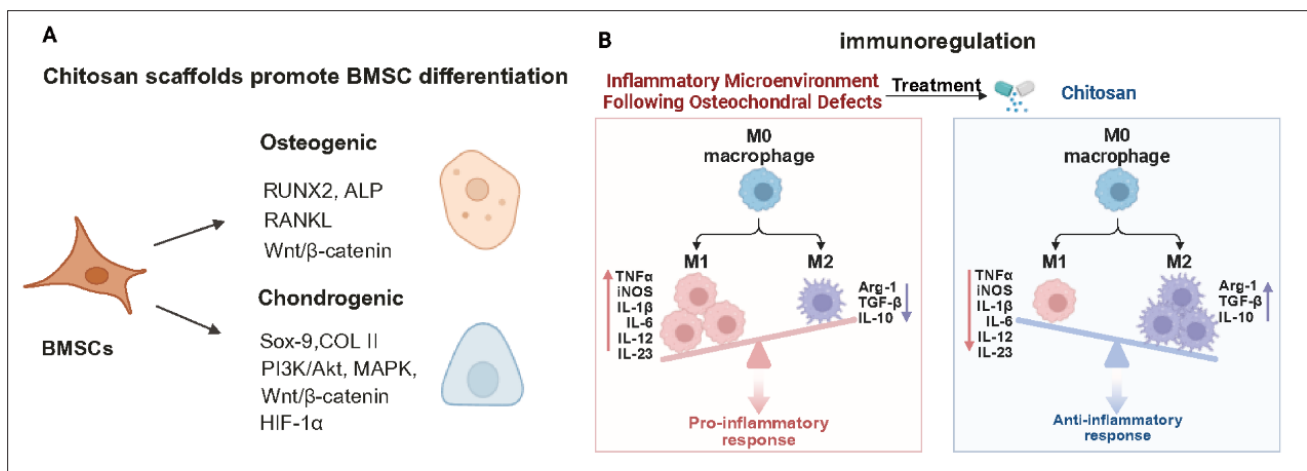 A
Chitosan scaffolds promote BMSC differentiation
Osteogenic
RUNX2, ALP
RANKL
Wnt/β-catenin
BMSCs
Chondrogenic
Sox-9,COL II
PI3K/Akt, MAPK,
Wnt/β-catenin
HIF-1α
B
immunoregulation
Inflammatory Microenvironment
Following Osteochondral Defects
Treatment
Chitosan
M0
macrophage
M1
M2
TNFα
iNOS
IL-1β
IL-6
IL-12
IL-23
Arg-1
TGF-β
IL-10
Pro-inflammatory
response
M0
macrophage
M1
M2
TNFα
iNOS
IL-1β
IL-6
IL-12
IL-23
Arg-1
TGF-β
IL-10
Anti-inflammatory
response